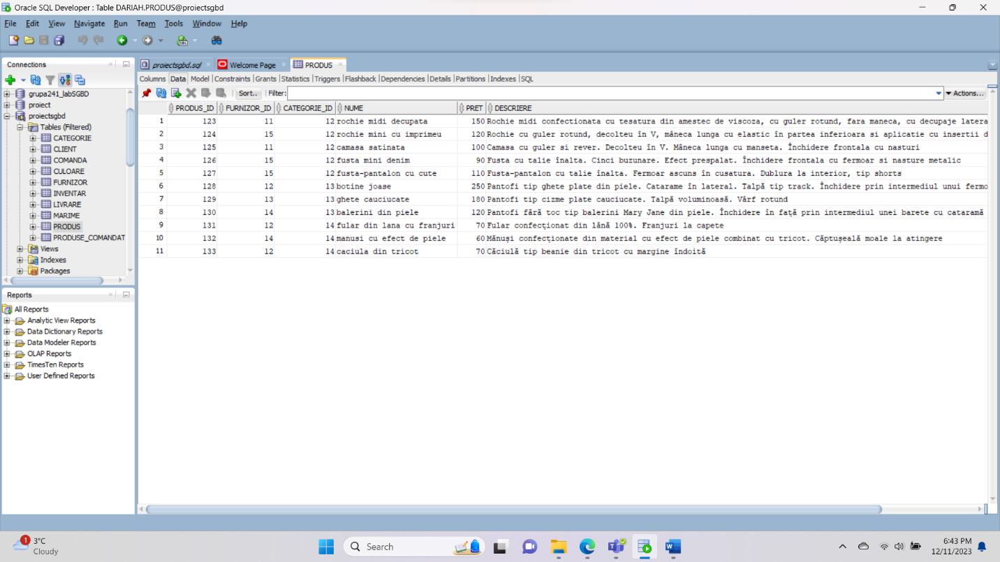 Oracle SQL Developer : Table DARIAH.PRODUS@proiectsgbd
File Edit View Navigate Run Team Tools Window Help
Connections
grupa241_labSGBD
project
proiectsgbd
Tables (Filtered)
CATEGORIE
CLIENT
COMANDA
CULOARE
FURNIZOR
INVENTAR
LIVRARE
MARIME
PRODUS
PRODUSE_COMANDAT
Views
Indexes
Packages
Reports
All Reports
Analytic View Reports
Data Dictionary Reports
Data Modeler Reports
OLAP Reports
TimesTen Reports
User Defined Reports
proiectsgbd.sql Welcome Page PRODUS
Columns Data Model Constraints Grants Statistics Triggers Flashback Dependencies Details Partitions Indexes SQL
Sort.. Filter: Actions...
PRODUS_ID FURNIZOR_ID CATEGORIE_ID NUME PRET DESCRIERE
1 123 11 12 rochie midi decupata 150 Rochie midi confectionata cu tesatura din amestec de viscoza, cu guler rotund, fara maneca, cu decupaje latera
2 124 15 12 rochie mini cu imprimeu 120 Rochie cu guler rotund, decolteu în V, mâneca lunga cu elastic în partea inferioara si aplicatie cu insertii d
3 125 11 12 camasa satinata 100 Camasa cu guler si rever. Decolteu în V. Mâneca lunga cu manseta. Închidere frontala cu nasturi
4 126 15 12 fusta mini denim 90 Fusta cu talie înalta. Cinci buzunare. Efect prespalat. Închidere frontala cu fermoar si nasture metalic
5 127 15 12 fusta-pantalon cu cute 110 Fusta-pantalon cu talie înalta. Fermoar ascuns în cusatura. Dublura la interior, tip shorts
6 128 12 13 botine joase 250 Pantofi tip ghete plate din piele. Catarame în lateral. Talpă tip track. Închidere prin intermediul unui fermo
7 129 13 13 ghete cauciucate 180 Pantofi tip cizme plate cauciucate. Talpă voluminoasă. Vârf rotund
8 130 14 13 balerini din piele 120 Pantofi fără toc tip balerini Mary Jane din piele. Închidere în față prin intermediul unei barete cu cataramă
9 131 12 14 fular din lana cu franjuri 70 Fular confecționat din lână 100%. Franjuri la capete
10 132 14 14 manusi cu efect de piele 60 Mănuși confecționate din material cu efect de piele combinat cu tricot. Căptușeală moale la atingere
11 133 12 14 caciula din tricot 70 Căciulă tip beanie din tricot cu margine îndoită
1 3°C
Cloudy
Search
6:43 PM
12/11/2023